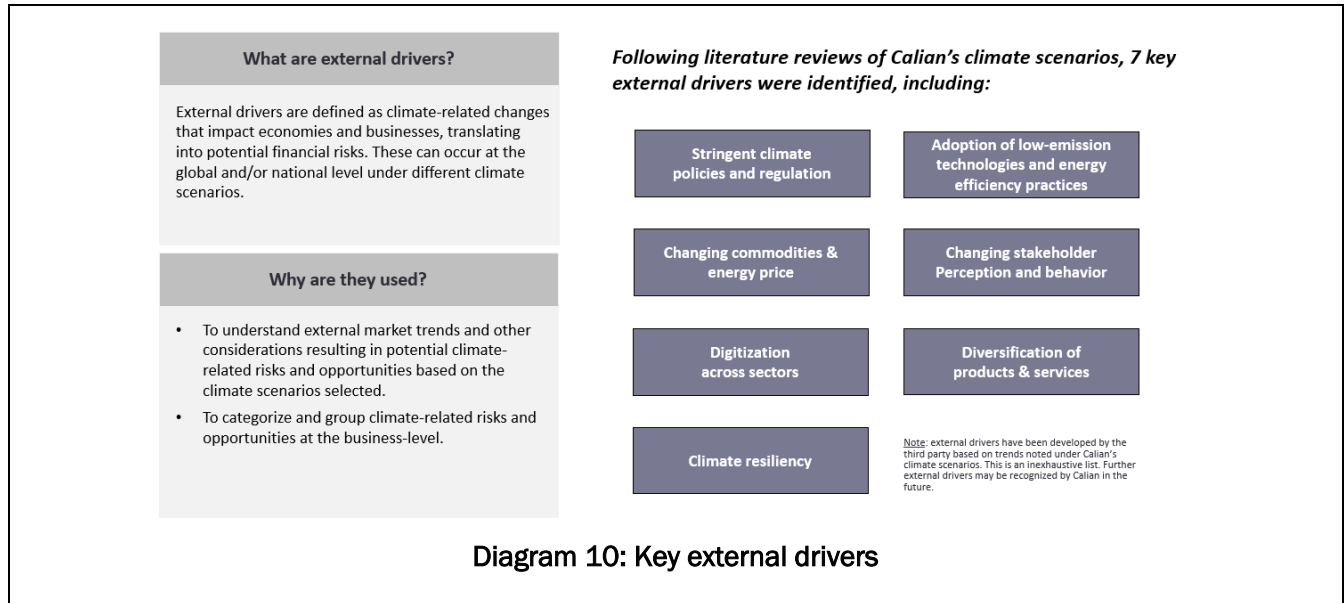 What are external drivers?
External drivers are defined as climate-related changes
that impact economies and businesses, translating
into potential financial risks. These can occur at the
global and/or national level under different climate
scenarios.
Why are they used?
• To understand external market trends and other
considerations resulting in potential climate-
related risks and opportunities based on the
climate scenarios selected.
• To categorize and group climate-related risks and
opportunities at the business-level.
Following literature reviews of Calian’s climate scenarios, 7 key
external drivers were identified, including:
Stringent climate
policies and regulation
Adoption of low-emission
technologies and energy
efficiency practices
Changing commodities &
energy price
Changing stakeholder
Perception and behavior
Digitization
across sectors
Diversification of
products & services
Climate resiliency
Note: external drivers have been developed by the
third party based on trends noted under Calian’s
climate scenarios. This is an inexhaustive list. Further
external drivers may be recognized by Calian in the
future.
Diagram 10: Key external drivers